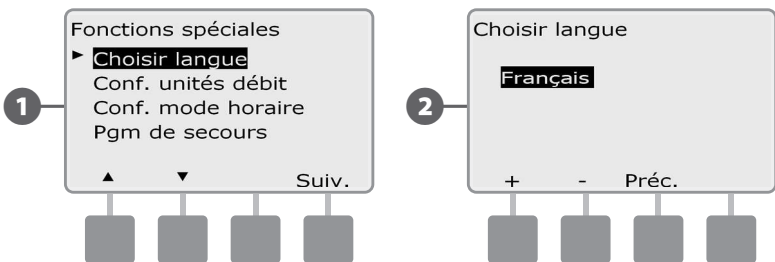 1
Fonctions spéciales
► Choisir langue
Conf. unités débit
Conf. mode horaire
Pgm de secours
▲ ▼ Suiv.
2
Choisir langue
Français
+ - Préc.